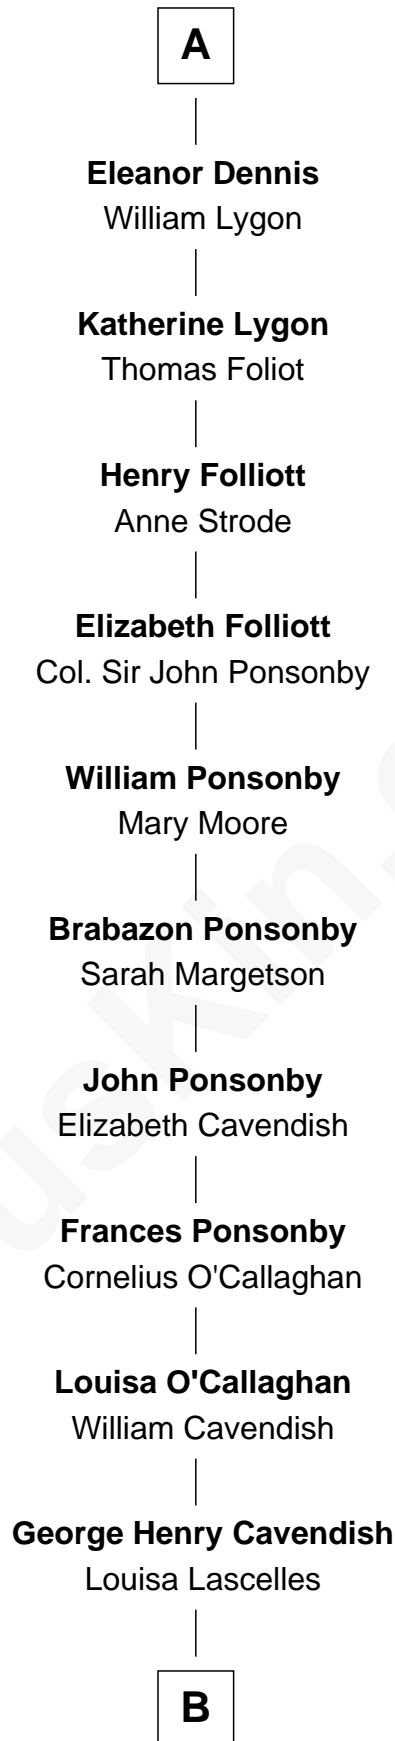 A
Eleanor Dennis
William Lygon
Katherine Lygon
Thomas Foliot
Henry Folliott
Anne Strode
Elizabeth Folliott
Col. Sir John Ponsonby
William Ponsonby
Mary Moore
Brabazon Ponsonby
Sarah Margetson
John Ponsonby
Elizabeth Cavendish
Frances Ponsonby
Cornelius O'Callaghan
Louisa O'Callaghan
William Cavendish
George Henry Cavendish
Louisa Lascelles
B